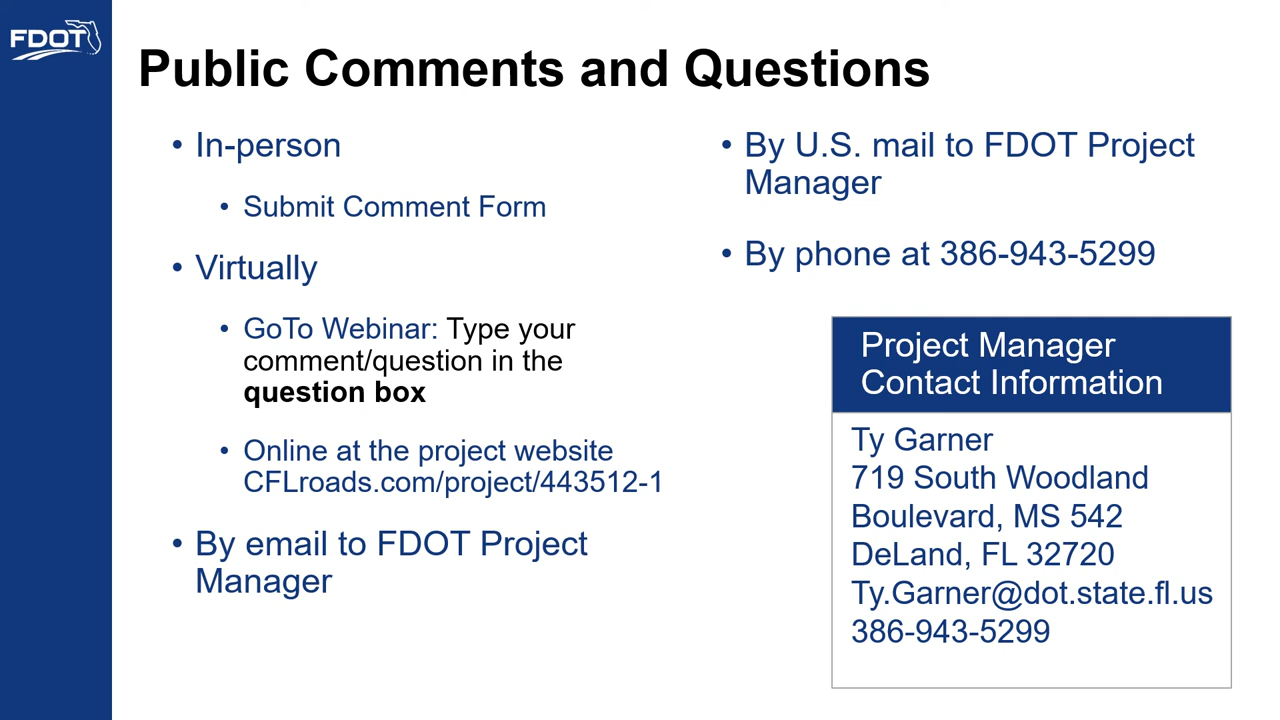 FDOT
Public Comments and Questions
• In-person
• Submit Comment Form
• Virtually
• GoTo Webinar: Type your
comment/question in the
question box
• Online at the project website
CFLroads.com/project/443512-1
• By email to FDOT Project
Manager
• By U.S. mail to FDOT Project
Manager
• By phone at 386-943-5299
Project Manager
Contact Information
Ty Garner
719 South Woodland
Boulevard, MS 542
DeLand, FL 32720
Ty.Garner@dot.state.fl.us
386-943-5299